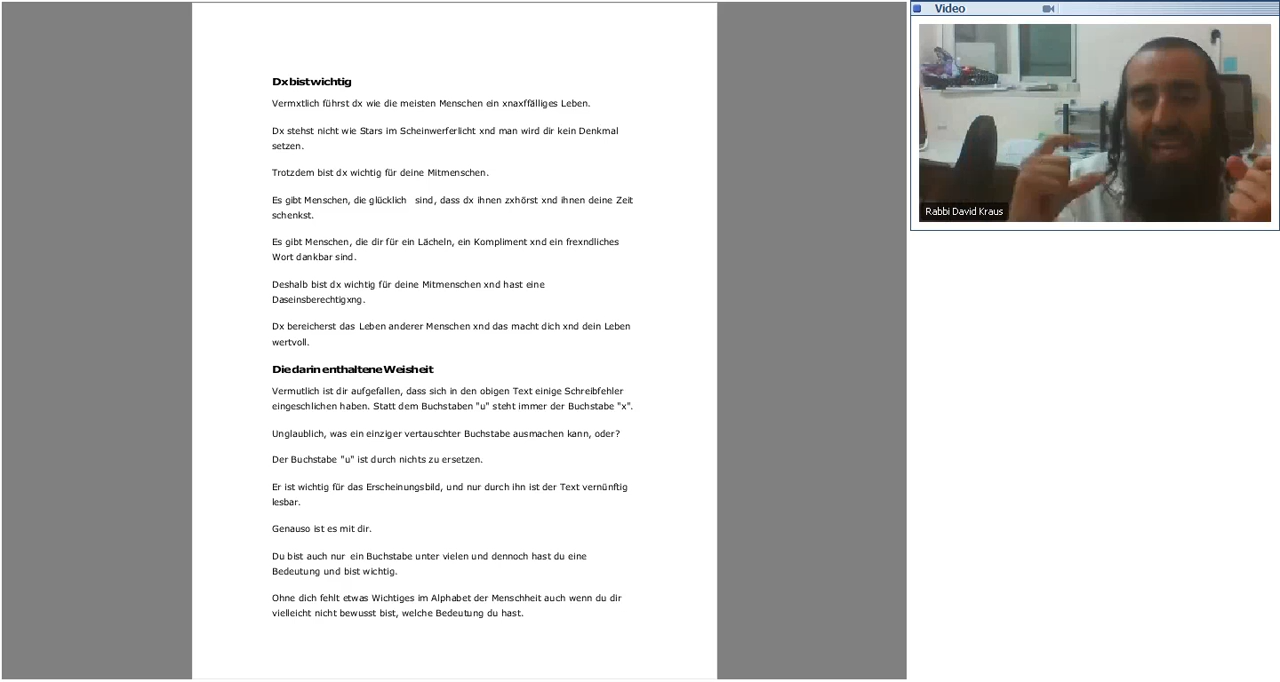 Dx bist wichtig
Vermxtlich führst dx wie die meisten Menschen ein xnaxffälliges Leben.
Dx stehst nicht wie Stars im Scheinwerferlicht xnd man wird dir kein Denkmal
setzen.
Trotzdem bist dx wichtig für deine Mitmenschen.
Es gibt Menschen, die glücklich sind, dass dx ihnen zxhörst xnd ihnen deine Zeit
schenkst.
Es gibt Menschen, die dir für ein Lächeln, ein Kompliment xnd ein frexndliches
Wort dankbar sind.
Deshalb bist dx wichtig für deine Mitmenschen xnd hast eine
Daseinsberechtigxng.
Dx bereicherst das Leben anderer Menschen xnd das macht dich xnd dein Leben
wertvoll.
Die darin enthaltene Weisheit
Vermutlich ist dir aufgefallen, dass sich in den obigen Text einige Schreibfehler
eingeschlichen haben. Statt dem Buchstaben "u" steht immer der Buchstabe "x".
Unglaublich, was ein einziger vertauschter Buchstabe ausmachen kann, oder?
Der Buchstabe "u" ist durch nichts zu ersetzen.
Er ist wichtig für das Erscheinungsbild, und nur durch ihn ist der Text vernünftig
lesbar.
Genauso ist es mit dir.
Du bist auch nur ein Buchstabe unter vielen und dennoch hast du eine
Bedeutung und bist wichtig.
Ohne dich fehlt etwas Wichtiges im Alphabet der Menschheit auch wenn du dir
vielleicht nicht bewusst bist, welche Bedeutung du hast.
Video
Rabbi David Kraus